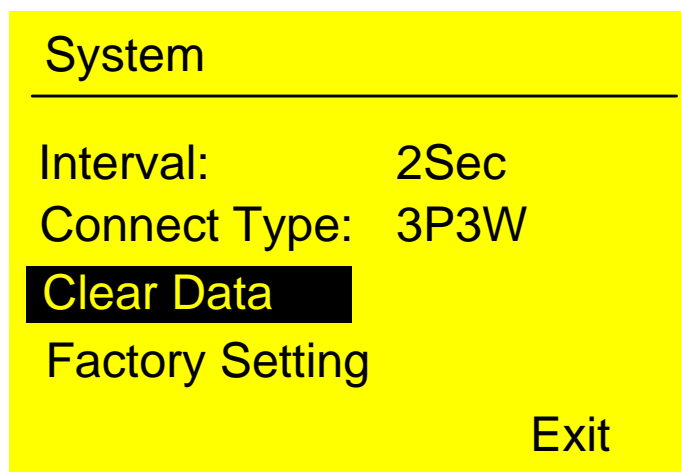 System
Interval: 2Sec
Connect Type: 3P3W
Clear Data
Factory Setting
Exit